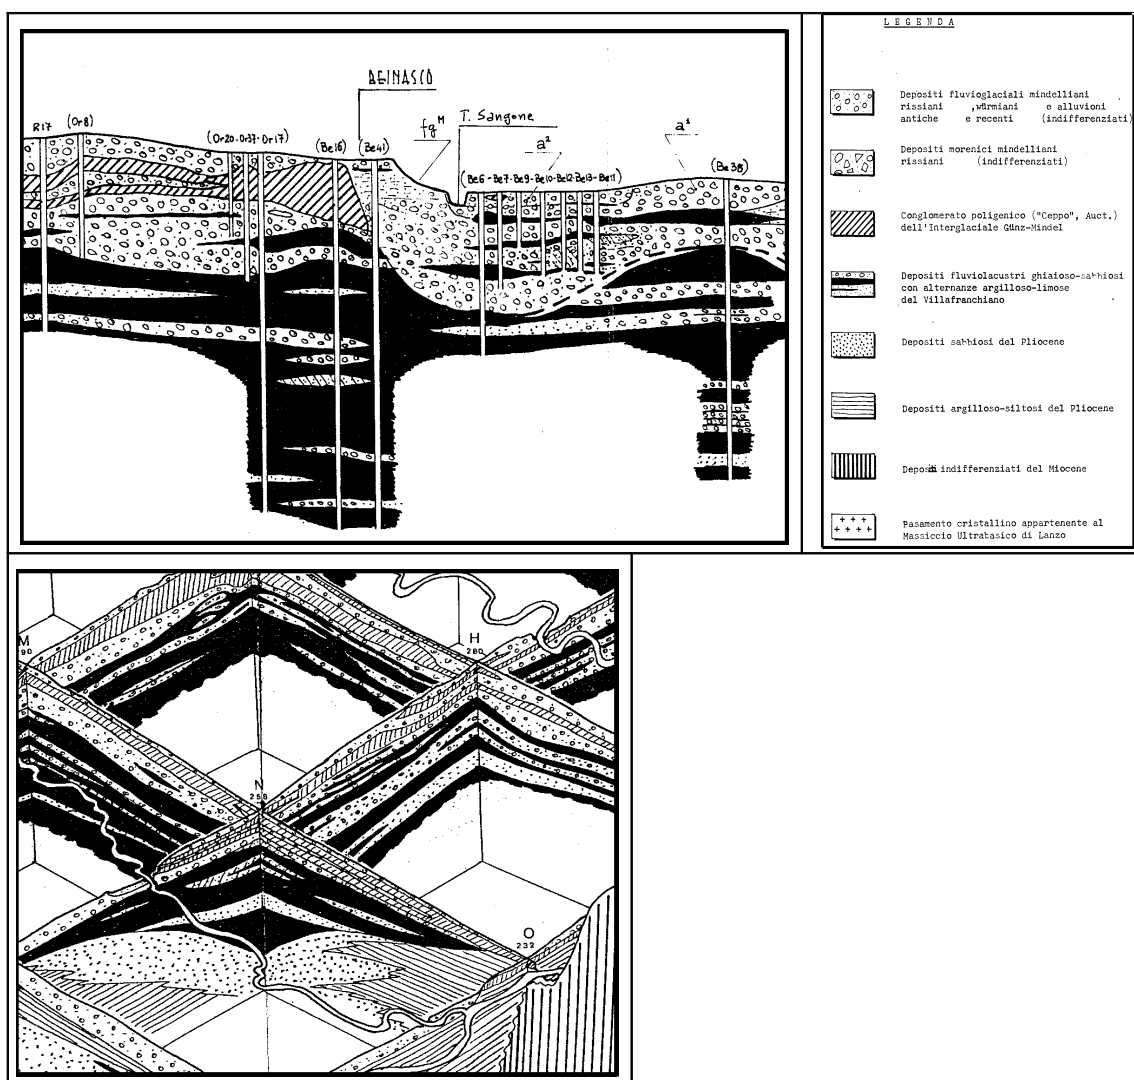 BEINASCO
R17
(Or8)
(Or20-Or37-Or17)
(Be16)
(Be41)
fg M
T. Sangone
a²
a¹
(Be6 - Be7-Be9-Be10-Be12-Be13-Be11)
(Be38)
LEGENDA
Depositi fluvioglaciali mindelliani
rissiani ,würmiani e alluvioni
antiche e recenti (indifferenziati)
Depositi morenici mindelliani
rissiani (indifferenziati)
Conglomerato poligenico ("Ceppo", Auct.)
dell'Interglaciale Günz-Mindel
Depositi fluviolacustri ghiaioso-sabbiosi
con alternanze argilloso-limose
del Villafranchiano
Depositi sabbiosi del Pliocene
Depositi argilloso-siltosi del Pliocene
Depositi indifferenziati del Miocene
Basamento cristallino appartenente al
Massiccio Ultrabasico di Lanzo
M
290
H
280
N
256
O
232